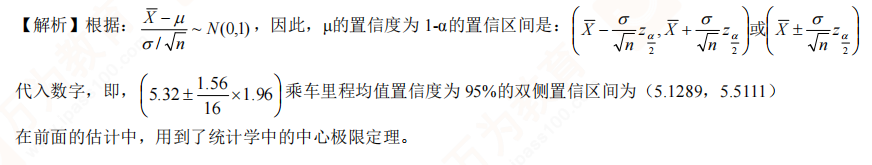 【解析】根据：$\frac{\overline{X}-\mu}{\sigma/\sqrt{n}} \sim N(0,1)$，因此，μ的置信度为 1-α的置信区间是：$\left(\overline{X}-\frac{\sigma}{\sqrt{n}}z_{\frac{\alpha}{2}},\overline{X}+\frac{\sigma}{\sqrt{n}}z_{\frac{\alpha}{2}}\right)$或$\left(\overline{X}\pm\frac{\sigma}{\sqrt{n}}z_{\frac{\alpha}{2}}\right)$
代入数字，即，$\left(5.32\pm\frac{1.56}{16}\times1.96\right)$乘车里程均值置信度为 95%的双侧置信区间为（5.1289，5.5111）
在前面的估计中，用到了统计学中的中心极限定理。